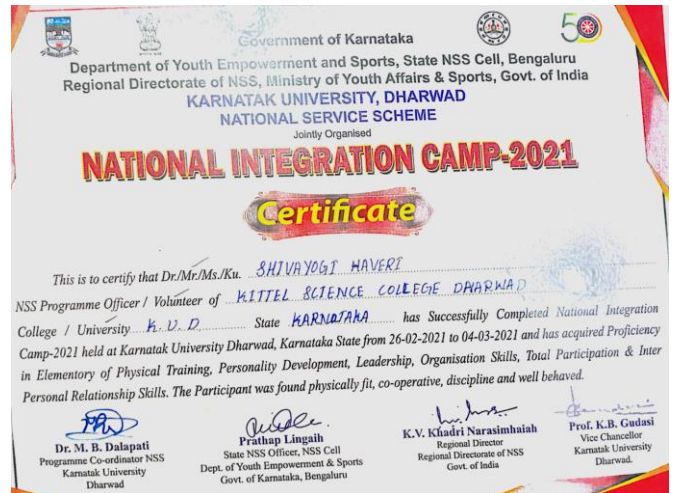 Government of Karnataka
50
Department of Youth Empowerment and Sports, State NSS Cell, Bengaluru
Regional Directorate of NSS, Ministry of Youth Affairs & Sports, Govt. of India
KARNATAK UNIVERSITY, DHARWAD
NATIONAL SERVICE SCHEME
Jointly Organised
NATIONAL INTEGRATION CAMP-2021
Certificate
This is to certify that Dr./Mr./Ms./Ku. SHIVAYOGI HAVERI
NSS Programme Officer / Volunteer of KITTEL SCIENCE COLLEGE DHARWAD
College / University K.U.D. State KARNATAKA has Successfully Completed National Integration
Camp-2021 held at Karnatak University Dharwad, Karnataka State from 26-02-2021 to 04-03-2021 and has acquired Proficiency
in Elementory of Physical Training, Personality Development, Leadership, Organisation Skills, Total Participation & Inter
Personal Relationship Skills. The Participant was found physically fit, co-operative, discipline and well behaved.
Dr. M. B. Dalapati
Programme Co-ordinator NSS
Karnatak University
Dharwad
Prathap Lingaih
State NSS Officer, NSS Cell
Dept. of Youth Empowerment & Sports
Govt. of Karnataka, Bengaluru
K.V. Khadri Narasimhaiah
Regional Director
Regional Directorate of NSS
Govt. of India
Prof. K.B. Gudasi
Vice Chancellor
Karnatak University
Dharwad.